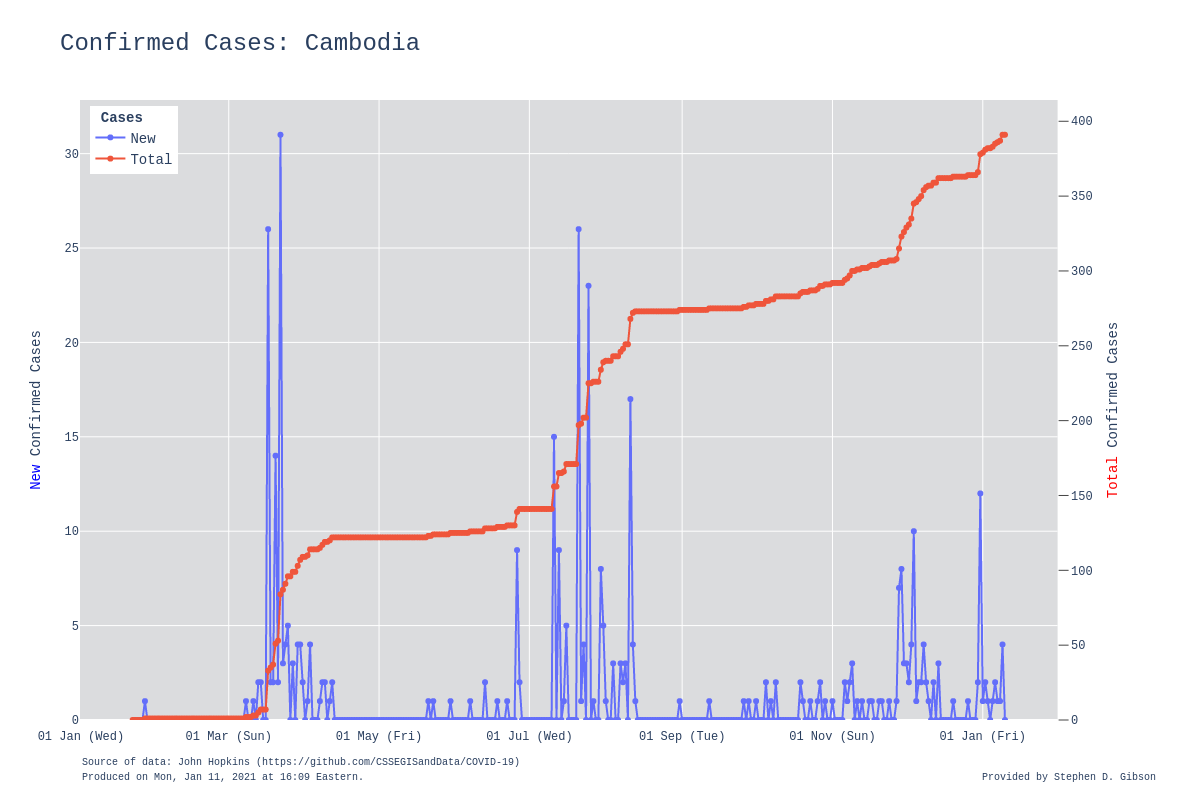 Confirmed Cases: Cambodia
Cases
New
Total
30
25
20
15
10
5
0
400
350
300
250
200
150
100
50
0
New Confirmed Cases
Total Confirmed Cases
01 Jan (Wed) 01 Mar (Sun) 01 May (Fri) 01 Jul (Wed) 01 Sep (Tue) 01 Nov (Sun) 01 Jan (Fri)
Source of data: John Hopkins (https://github.com/CSSEGISandData/COVID-19)
Produced on Mon, Jan 11, 2021 at 16:09 Eastern.
Provided by Stephen D. Gibson